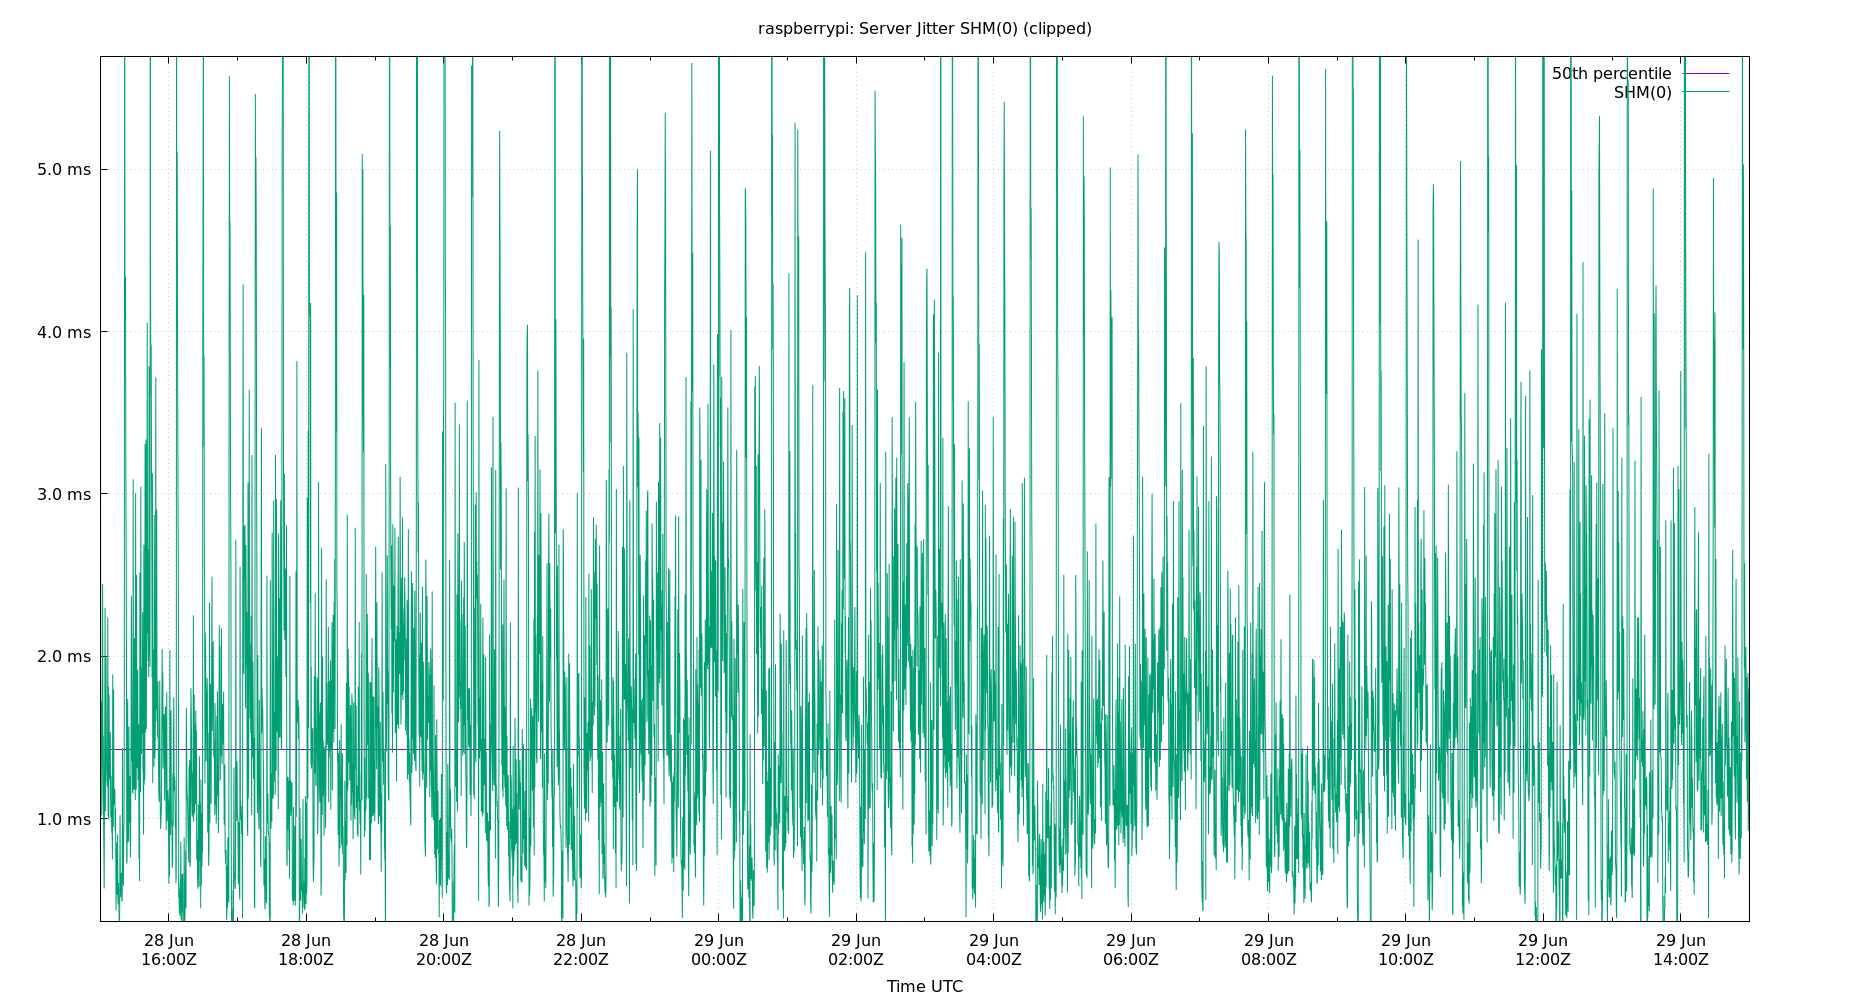 raspberrypi: Server Jitter SHM(0) (clipped)
50th percentile
SHM(0)
5.0 ms
4.0 ms
3.0 ms
2.0 ms
1.0 ms
28 Jun 28 Jun 28 Jun 28 Jun 29 Jun 29 Jun 29 Jun 29 Jun 29 Jun 29 Jun 29 Jun 29 Jun
16:00Z 18:00Z 20:00Z 22:00Z 00:00Z 02:00Z 04:00Z 06:00Z 08:00Z 10:00Z 12:00Z 14:00Z
Time UTC